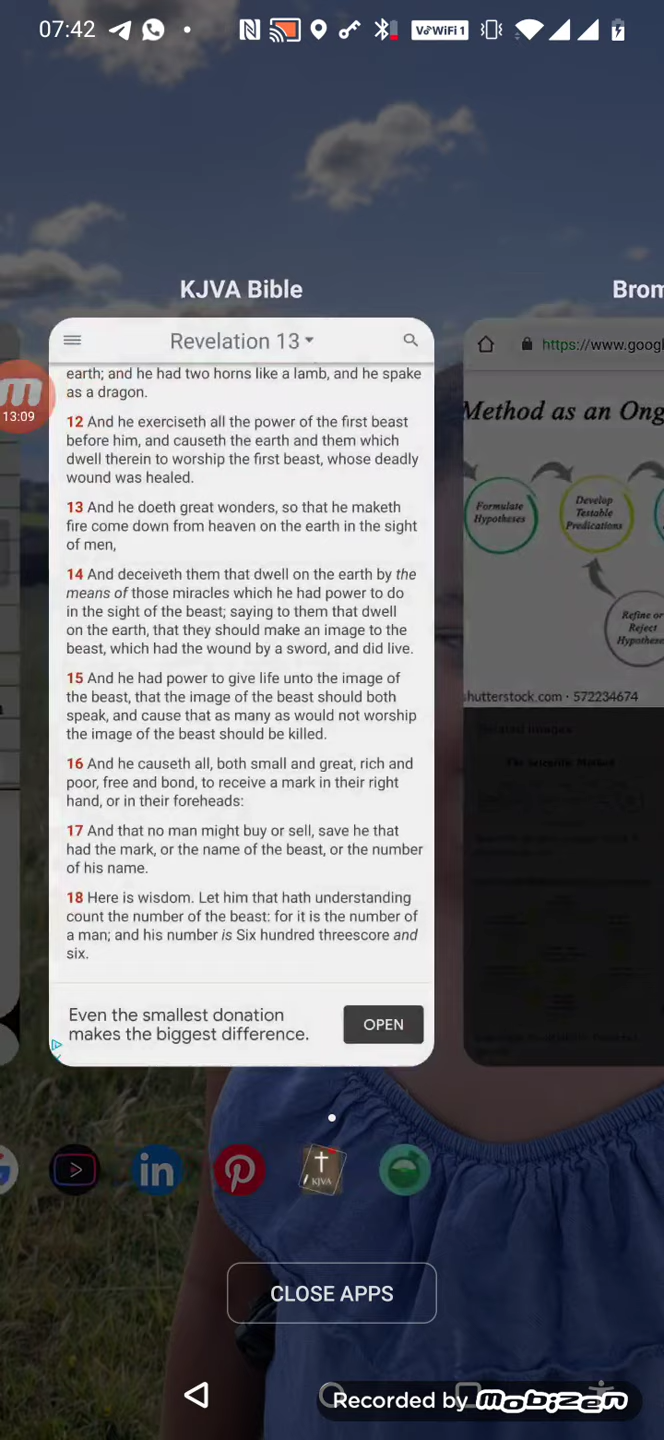 07:42
VoWiFi 1
KJVA Bible
Brom
Revelation 13
earth; and he had two horns like a lamb, and he spake
as a dragon.
12 And he exerciseth all the power of the first beast
before him, and causeth the earth and them which
dwell therein to worship the first beast, whose deadly
wound was healed.
13 And he doeth great wonders, so that he maketh
fire come down from heaven on the earth in the sight
of men,
14 And deceiveth them that dwell on the earth by the
means of those miracles which he had power to do
in the sight of the beast; saying to them that dwell
on the earth, that they should make an image to the
beast, which had the wound by a sword, and did live.
15 And he had power to give life unto the image of
the beast, that the image of the beast should both
speak, and cause that as many as would not worship
the image of the beast should be killed.
16 And he causeth all, both small and great, rich and
poor, free and bond, to receive a mark in their right
hand, or in their foreheads:
17 And that no man might buy or sell, save he that
had the mark, or the name of the beast, or the number
of his name.
18 Here is wisdom. Let him that hath understanding
count the number of the beast: for it is the number of
a man; and his number is Six hundred threescore and
six.
Even the smallest donation
makes the biggest difference.
OPEN
13:09
https://www.googl
Method as an Ong
Formulate
Hypotheses
Develop
Testable
Predications
Refine or
Reject
Hypothese
shutterstock.com · 572234674
Related images
The Scientific Method
in
KJVA
CLOSE APPS
Recorded by mobizen